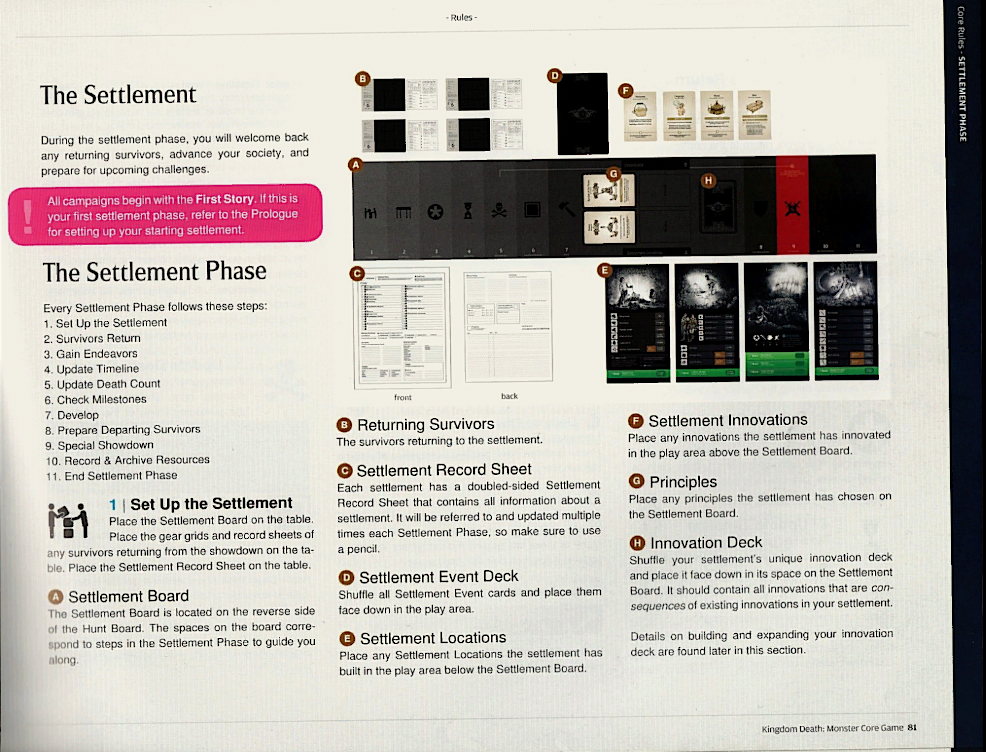 - Rules -
Core Rules - SETTLEMENT PHASE
The Settlement
During the settlement phase, you will welcome back
any returning survivors, advance your society, and
prepare for upcoming challenges.
All campaigns begin with the First Story. If this is
your first settlement phase, refer to the Prologue
for setting up your starting settlement.
The Settlement Phase
Every Settlement Phase follows these steps:
1. Set Up the Settlement
2. Survivors Return
3. Gain Endeavors
4. Update Timeline
5. Update Death Count
6. Check Milestones
7. Develop
8. Prepare Departing Survivors
9. Special Showdown
10. Record & Archive Resources
11. End Settlement Phase
1 | Set Up the Settlement
Place the Settlement Board on the table.
Place the gear grids and record sheets of
any survivors returning from the showdown on the ta-
ble. Place the Settlement Record Sheet on the table.
A Settlement Board
The Settlement Board is located on the reverse side
of the Hunt Board. The spaces on the board corre-
spond to steps in the Settlement Phase to guide you
along.
B
D
F
A
G
H
C
E
front
back
B Returning Survivors
The survivors returning to the settlement.
C Settlement Record Sheet
Each settlement has a doubled-sided Settlement
Record Sheet that contains all information about a
settlement. It will be referred to and updated multiple
times each Settlement Phase, so make sure to use
a pencil.
D Settlement Event Deck
Shuffle all Settlement Event cards and place them
face down in the play area.
E Settlement Locations
Place any Settlement Locations the settlement has
built in the play area below the Settlement Board.
F Settlement Innovations
Place any innovations the settlement has innovated
in the play area above the Settlement Board.
G Principles
Place any principles the settlement has chosen on
the Settlement Board.
H Innovation Deck
Shuffle your settlement's unique innovation deck
and place it face down in its space on the Settlement
Board. It should contain all innovations that are con-
sequences of existing innovations in your settlement.
Details on building and expanding your innovation
deck are found later in this section.
Kingdom Death: Monster Core Game 81